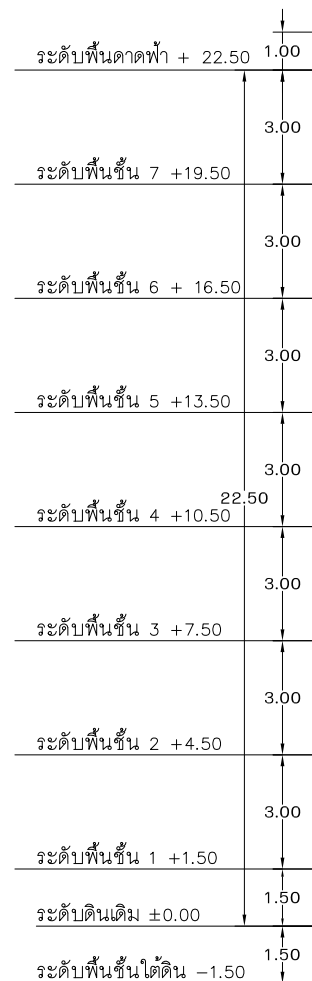 1.00
ระดับพื้นดาดฟ้า + 22.50
3.00
ระดับพื้นชั้น 7 +19.50
3.00
ระดับพื้นชั้น 6 + 16.50
3.00
ระดับพื้นชั้น 5 +13.50
3.00
22.50
ระดับพื้นชั้น 4 +10.50
3.00
ระดับพื้นชั้น 3 +7.50
3.00
ระดับพื้นชั้น 2 +4.50
3.00
ระดับพื้นชั้น 1 +1.50
1.50
ระดับดินเดิม ±0.00
1.50
ระดับพื้นชั้นใต้ดิน -1.50